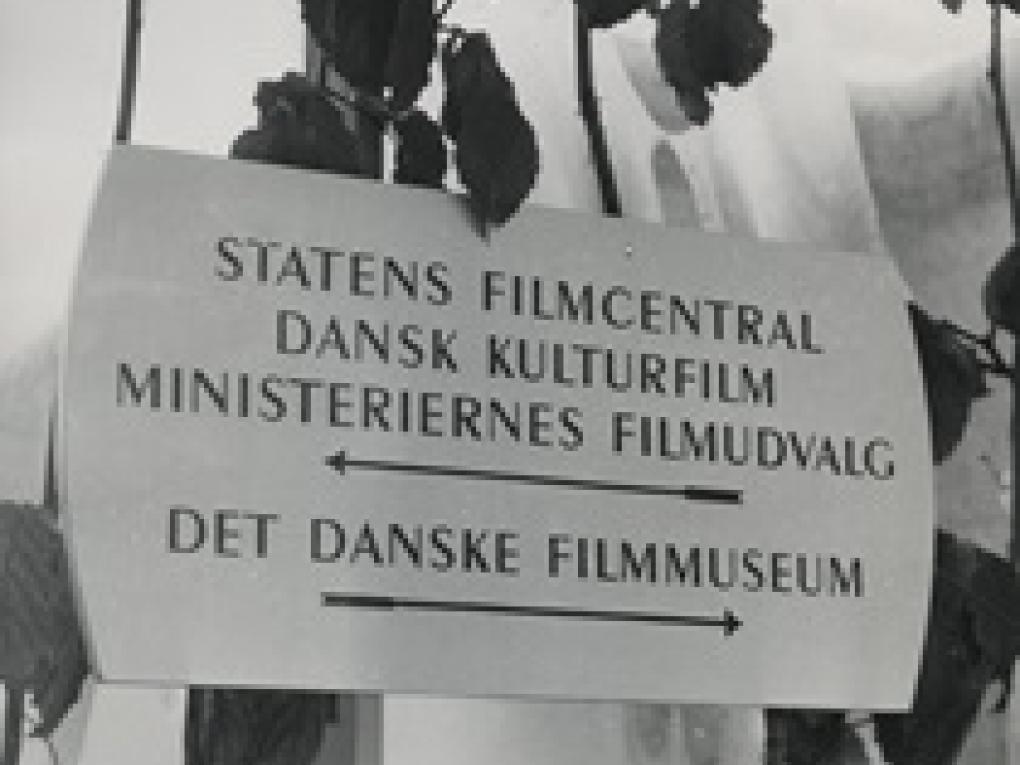 STATENS FILMCENTRAL
DANSK KULTURFILM
MINISTERIERNES FILMUDVALG
DET DANSKE FILMMUSEUM